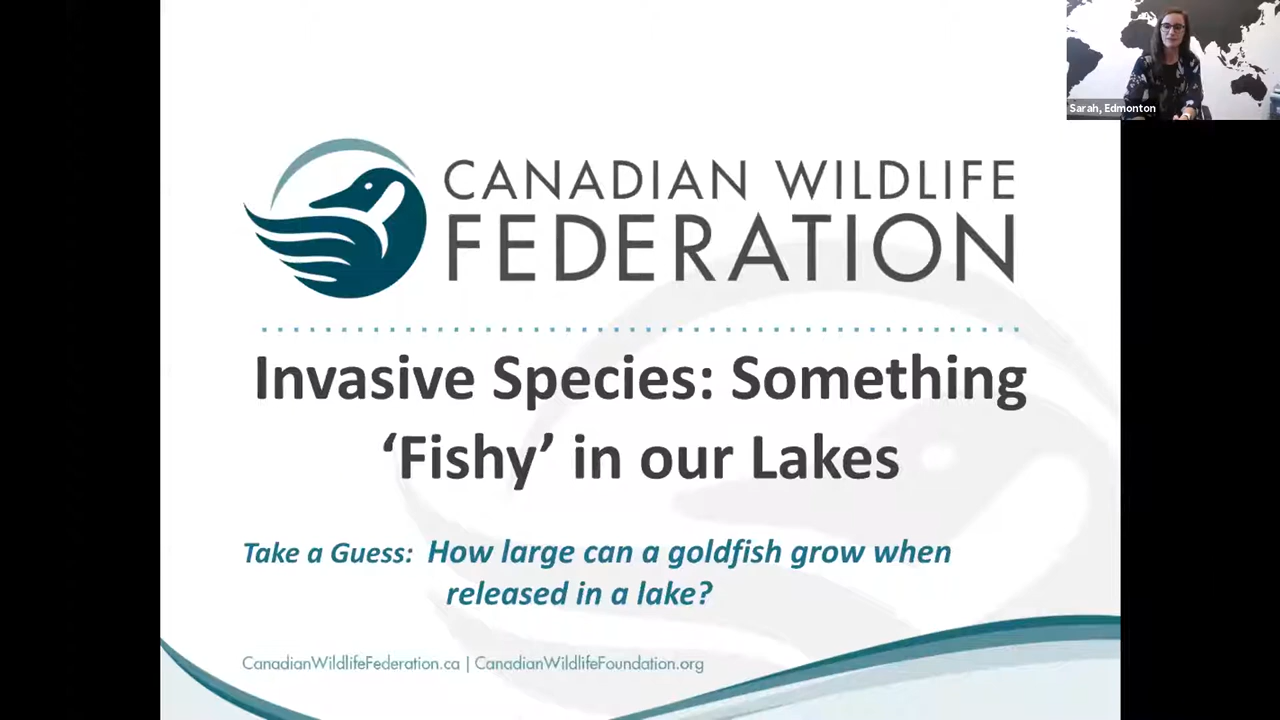 Sarah, Edmonton
CANADIAN WILDLIFE
FEDERATION
Invasive Species: Something
‘Fishy’ in our Lakes
Take a Guess: How large can a goldfish grow when
released in a lake?
CanadianWildlifeFederation.ca | CanadianWildlifeFoundation.org